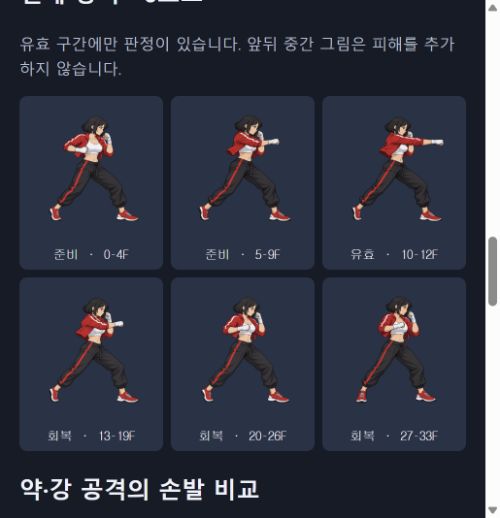 유효 구간에만 판정이 있습니다. 앞뒤 중간 그림은 피해를 추가
하지 않습니다.
준비 · 0-4F
준비 · 5-9F
유효 · 10-12F
회복 · 13-19F
회복 · 20-26F
회복 · 27-33F
약·강 공격의 손발 비교